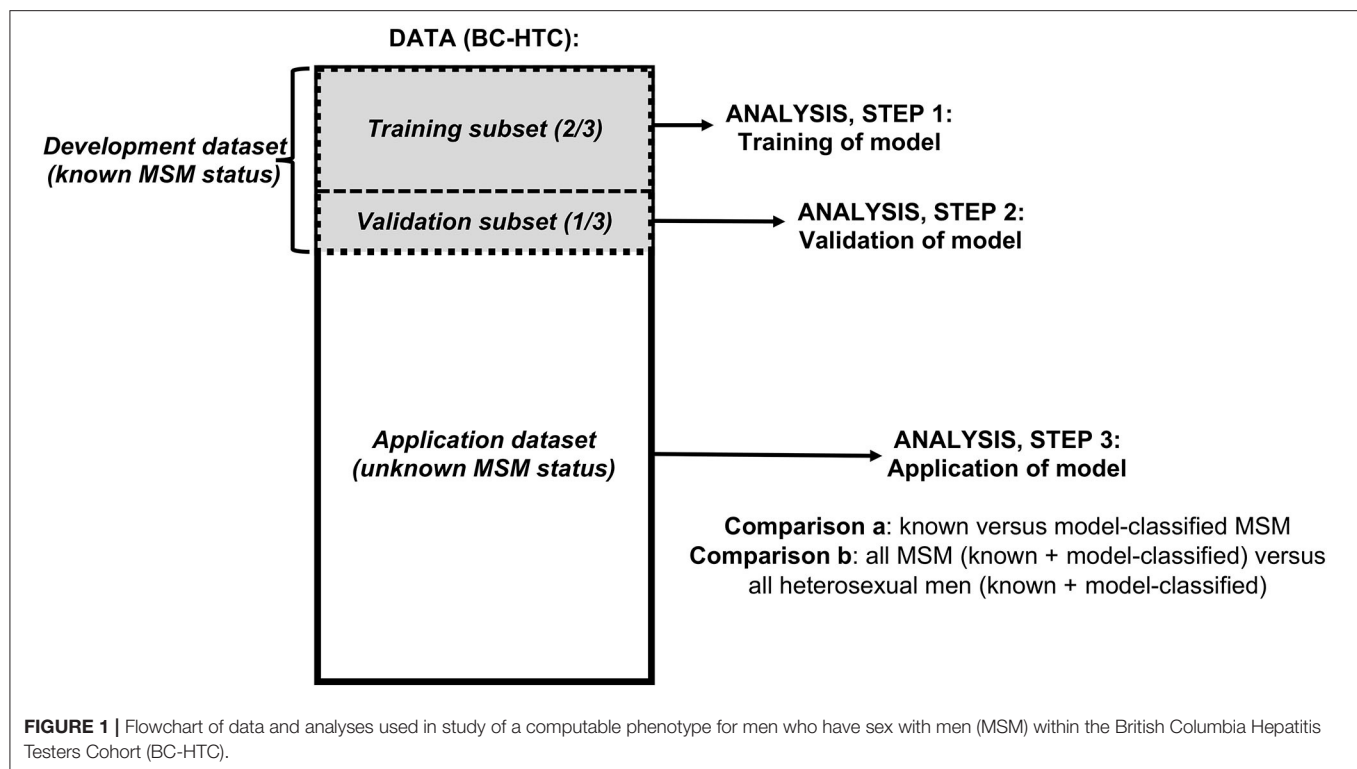 DATA (BC-HTC):
Development dataset
(known MSM status)
Training subset (2/3)
ANALYSIS, STEP 1:
Training of model
Validation subset (1/3)
ANALYSIS, STEP 2:
Validation of model
Application dataset
(unknown MSM status)
ANALYSIS, STEP 3:
Application of model
Comparison a: known versus model-classified MSM
Comparison b: all MSM (known + model-classified) versus
all heterosexual men (known + model-classified)
FIGURE 1 | Flowchart of data and analyses used in study of a computable phenotype for men who have sex with men (MSM) within the British Columbia Hepatitis
Testers Cohort (BC-HTC).